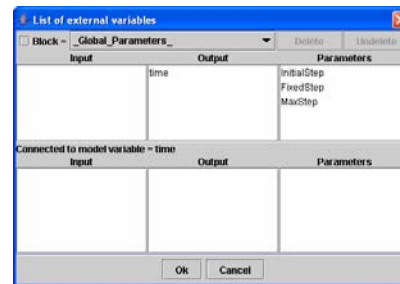 List of external variables
Block - _Global_Parameters_ Delete Undelete
Input Output Parameters
time InitialStep
FixedStep
MaxStep
Connected to model variable - time
Input Output Parameters
Ok Cancel